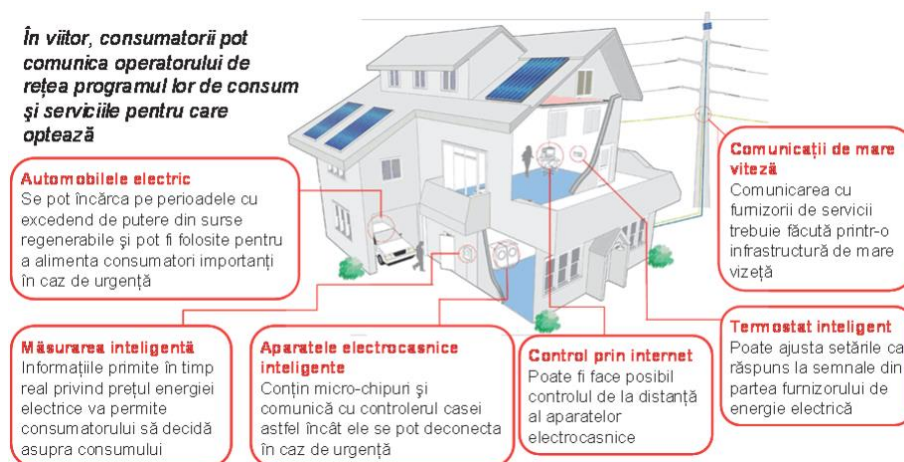 În viitor, consumatorii pot
comunica operatorului de
rețea programul lor de consum
și serviciile pentru care
optează
Automobilele electric
Se pot încărca pe perioadele cu
excedend de putere din surse
regenerabile și pot fi folosite pentru
a alimenta consumatori importanți
în caz de urgență
Comunicații de mare
viteză
Comunicarea cu
furnizorii de servicii
trebuie făcută printr-o
infrastructură de mare
vizeță
Măsurarea inteligentă
Informațiile primite în timp
real privind prețul energiei
electrice va permite
consumatorului să decidă
asupra consumului
Aparatele electrocasnice
inteligente
Conțin micro-chipuri și
comunică cu controlerul casei
astfel încât ele se pot deconecta
în caz de urgență
Control prin internet
Poate fi face posibil
controlul de la distanță
al aparatelor
electrocasnice
Termostat inteligent
Poate ajusta setările ca
răspuns la semnale din
partea furnizorului de
energie electrică